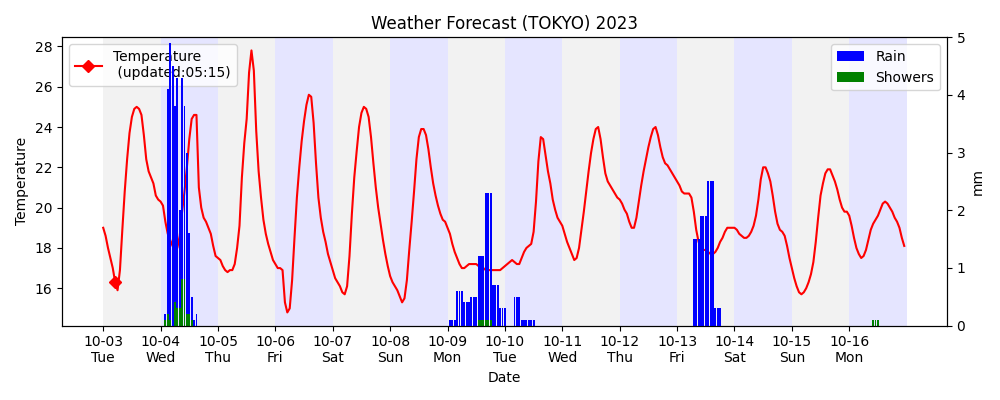 Weather Forecast (TOKYO) 2023
Temperature
(updated:05:15)
Rain
Showers
Temperature
28
26
24
22
20
18
16
5
4
3
2
1
0
mm
10-03 10-04 10-05 10-06 10-07 10-08 10-09 10-10 10-11 10-12 10-13 10-14 10-15 10-16
Tue Wed Thu Fri Sat Sun Mon Tue Wed Thu Fri Sat Sun Mon
Date